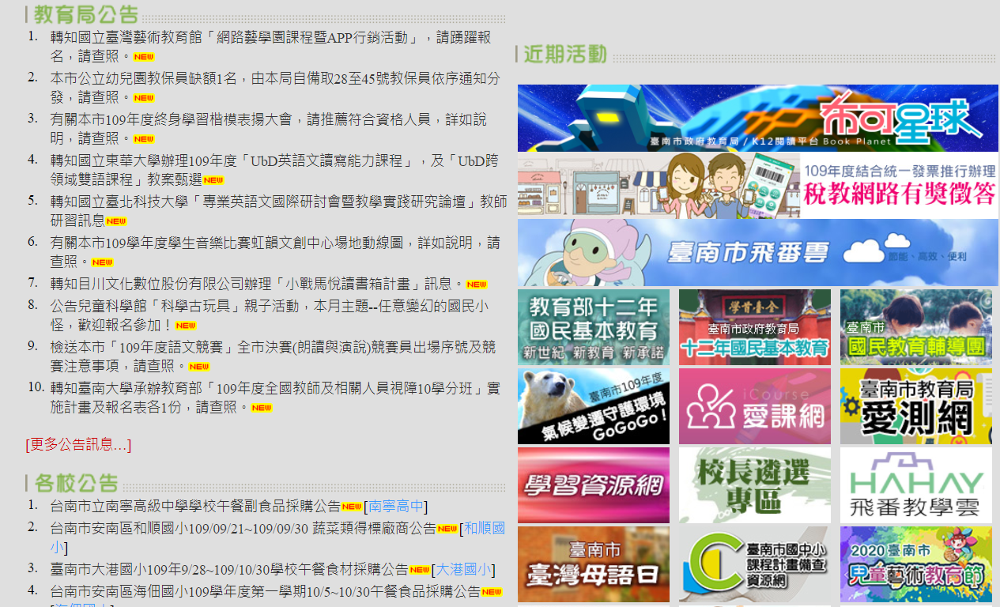 教育局公告
1. 轉知國立臺灣藝術教育館「網路藝學園課程暨APP行銷活動」，請踴躍報
名，請查照。NEW
2. 本市公立幼兒園教保員缺額1名，由本局自備取28至45號教保員依序通知分
發，請查照。NEW
3. 有關本市109年度終身學習楷模表揚大會，請推薦符合資格人員，詳如說
明，請查照。NEW
4. 轉知國立東華大學辦理109年度「UbD英語文讀寫能力課程」，及「UbD跨
領域雙語課程」教案甄選NEW
5. 轉知國立臺北科技大學「專業英語文國際研討會暨教學實踐研究論壇」教師
研習訊息NEW
6. 有關本市109學年度學生音樂比賽虹韻文創中心場地動線圖，詳如說明，請
查照。NEW
7. 轉知目川文化數位股份有限公司辦理「小戰馬悅讀書箱計畫」訊息。NEW
8. 公告兒童科學館「科學古玩具」親子活動，本月主題--任意變幻的國民小
怪，歡迎報名參加！NEW
9. 檢送本市「109年度語文競賽」全市決賽(朗讀與演說)競賽員出場序號及競
賽注意事項，請查照。NEW
10. 轉知臺南大學承辦教育部「109年度全國教師及相關人員視障10學分班」實
施計畫及報名表各1份，請查照。NEW
[更多公告訊息...]
各校公告
1. 台南市立南寧高級中學學校午餐副食品採購公告NEW[南寧高中]
2. 台南市安南區和順國小109/09/21~109/09/30 蔬菜類得標廠商公告NEW[和順國
小]
3. 臺南市大港國小109年9/28~109/10/30學校午餐食材採購公告NEW[大港國小]
4. 台南市安南區海佃國小109學年度第一學期10/5~10/30午餐食品採購公告NEW
[海佃國小]
近期活動
布可星球
臺南市政府教育局 / K12閱讀平台 Book Planet
109年度結合統一發票推行辦理
稅教網路有獎徵答
臺南市飛番雲
節能、高效、便利
教育部十二年
國民基本教育
新世紀 新教育 新承諾
全臺首學
臺南市政府教育局
十二年國民基本教育
臺南市
國民教育輔導團
臺南市109年度
氣候變遷守護環境
GoGoGo！
iCourse
愛課網
臺南市教育局
愛測網
學習資源網
校長遴選
專區
HAHAY
飛番教學雲
臺南市
臺灣母語日
臺南市國中小
課程計畫備查
資源網
2020臺南市
兒童藝術教育節